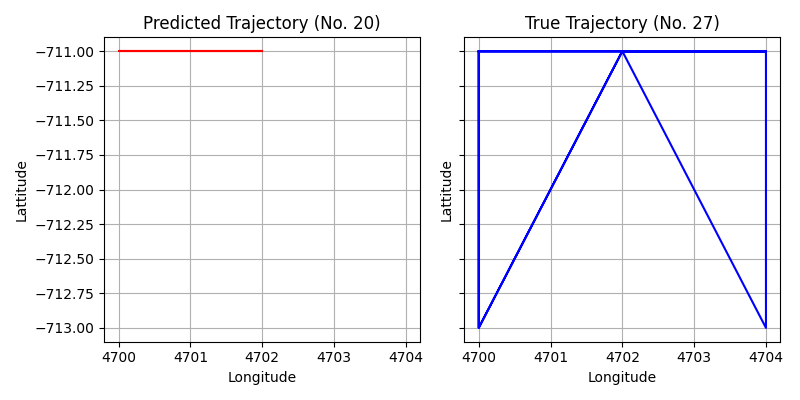 Predicted Trajectory (No. 20)
True Trajectory (No. 27)
−711.00
−711.25
−711.50
−711.75
−712.00
−712.25
−712.50
−712.75
−713.00
Lattitude
Lattitude
4700 4701 4702 4703 4704
4700 4701 4702 4703 4704
Longitude
Longitude